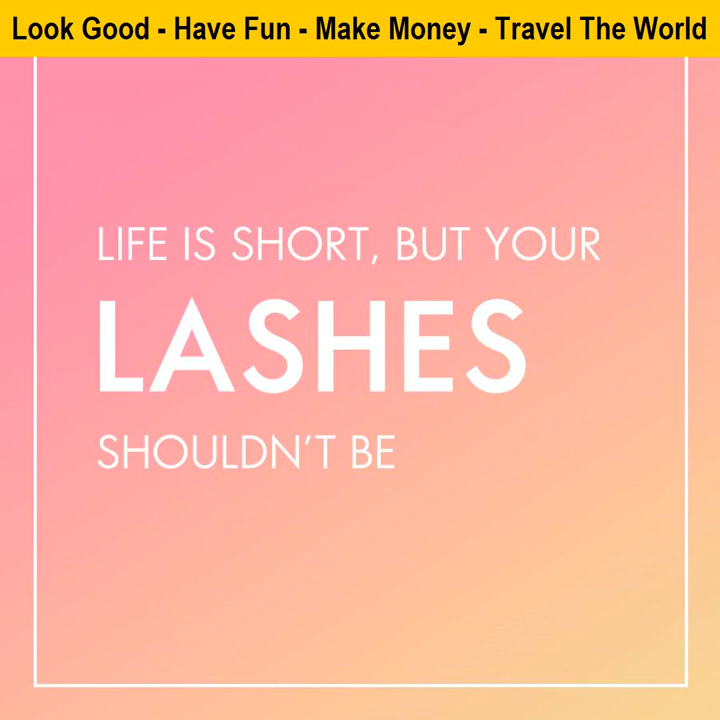 Look Good - Have Fun - Make Money - Travel The World
LIFE IS SHORT, BUT YOUR
LASHES
SHOULDN’T BE